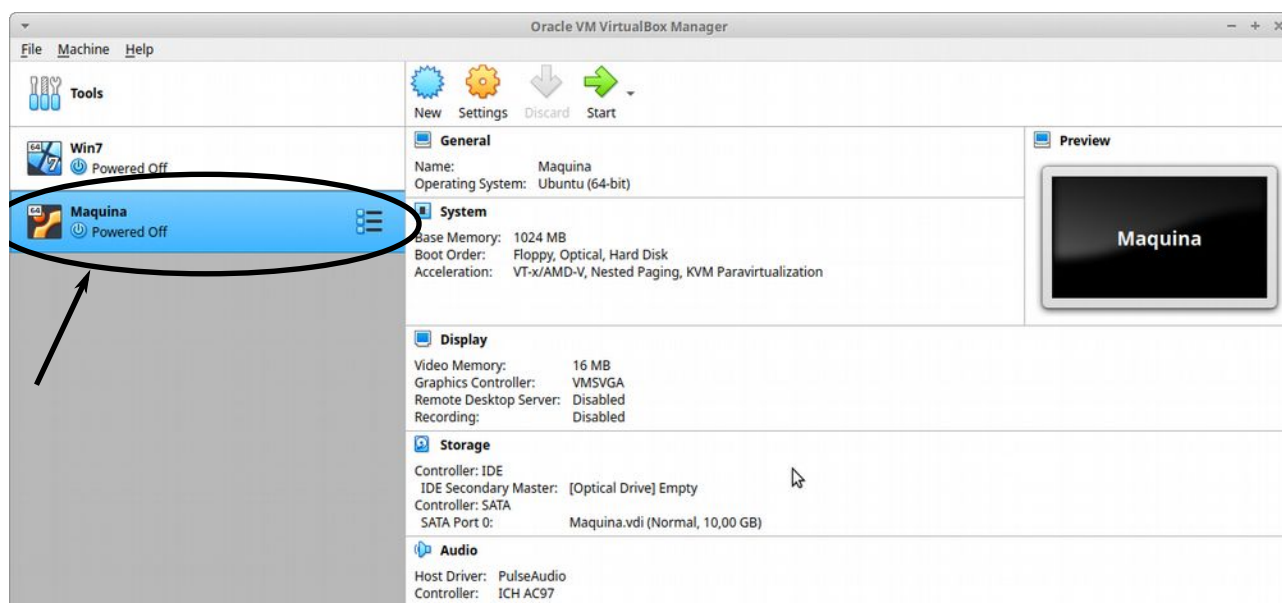 Oracle VM VirtualBox Manager
File Machine Help
Tools
New Settings Discard Start
64 7 Win7
Powered Off
64 Maquina
Powered Off
General
Name: Maquina
Operating System: Ubuntu (64-bit)
Preview
Maquina
System
Base Memory: 1024 MB
Boot Order: Floppy, Optical, Hard Disk
Acceleration: VT-x/AMD-V, Nested Paging, KVM Paravirtualization
Display
Video Memory: 16 MB
Graphics Controller: VMSVGA
Remote Desktop Server: Disabled
Recording: Disabled
Storage
Controller: IDE
IDE Secondary Master: [Optical Drive] Empty
Controller: SATA
SATA Port 0: Maquina.vdi (Normal, 10,00 GB)
Audio
Host Driver: PulseAudio
Controller: ICH AC97